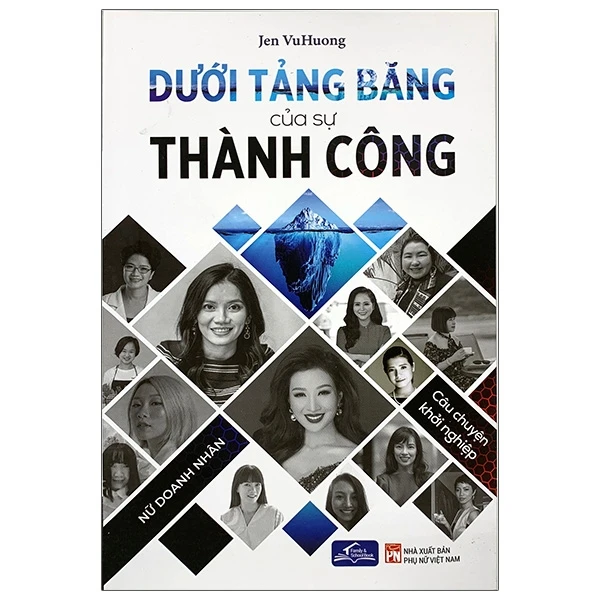 Jen VuHuong
DƯỚI TẢNG BĂNG
của sự
THÀNH CÔNG
NỮ DOANH NHÂN
Câu chuyện
khởi nghiệp
Family &
School Book
PN
NHÀ XUẤT BẢN
PHỤ NỮ VIỆT NAM